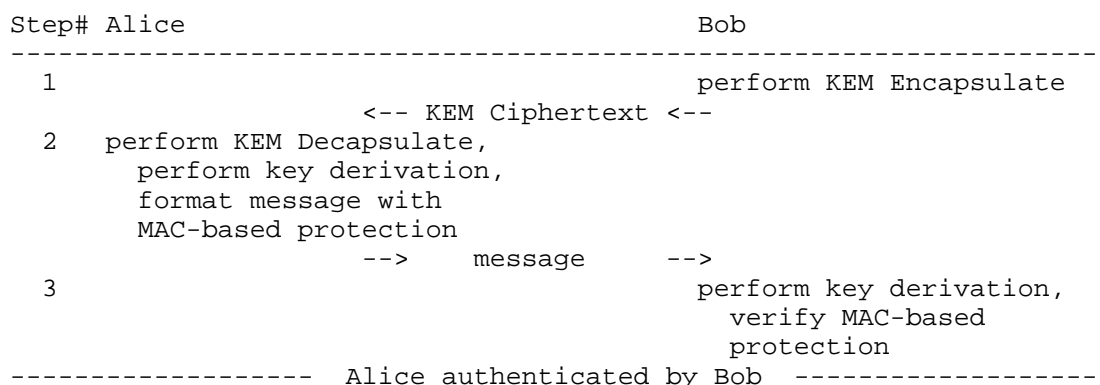 Step# Alice                                Bob
---------------------------------------------------------------------
  1                                        perform KEM Encapsulate
                      <-- KEM Ciphertext <--
  2   perform KEM Decapsulate,
        perform key derivation,
        format message with
        MAC-based protection
                      -->    message     -->
  3                                        perform key derivation,
                                             verify MAC-based
                                             protection
-------------------  Alice authenticated by Bob  -------------------